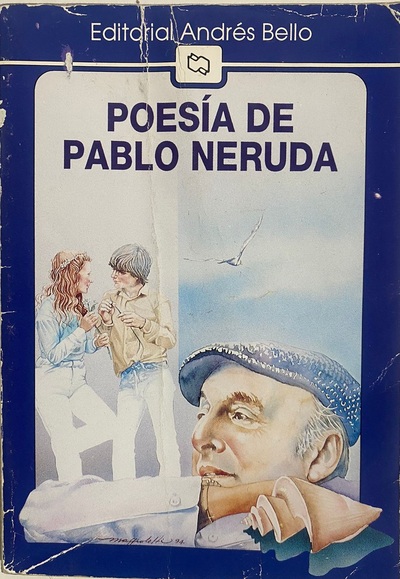 Editorial Andrés Bello
POESÍA DE
PABLO NERUDA